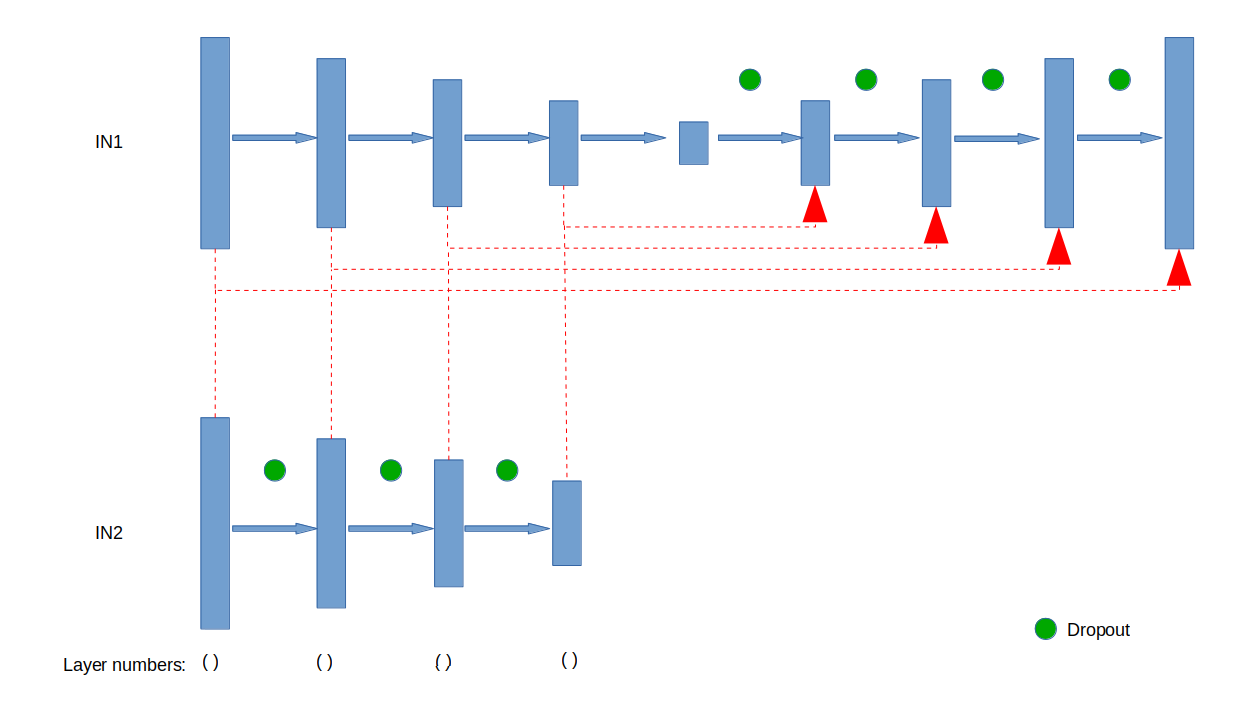 IN1
IN2
Dropout
Layer numbers: ( ) ( ) ( ) ( )